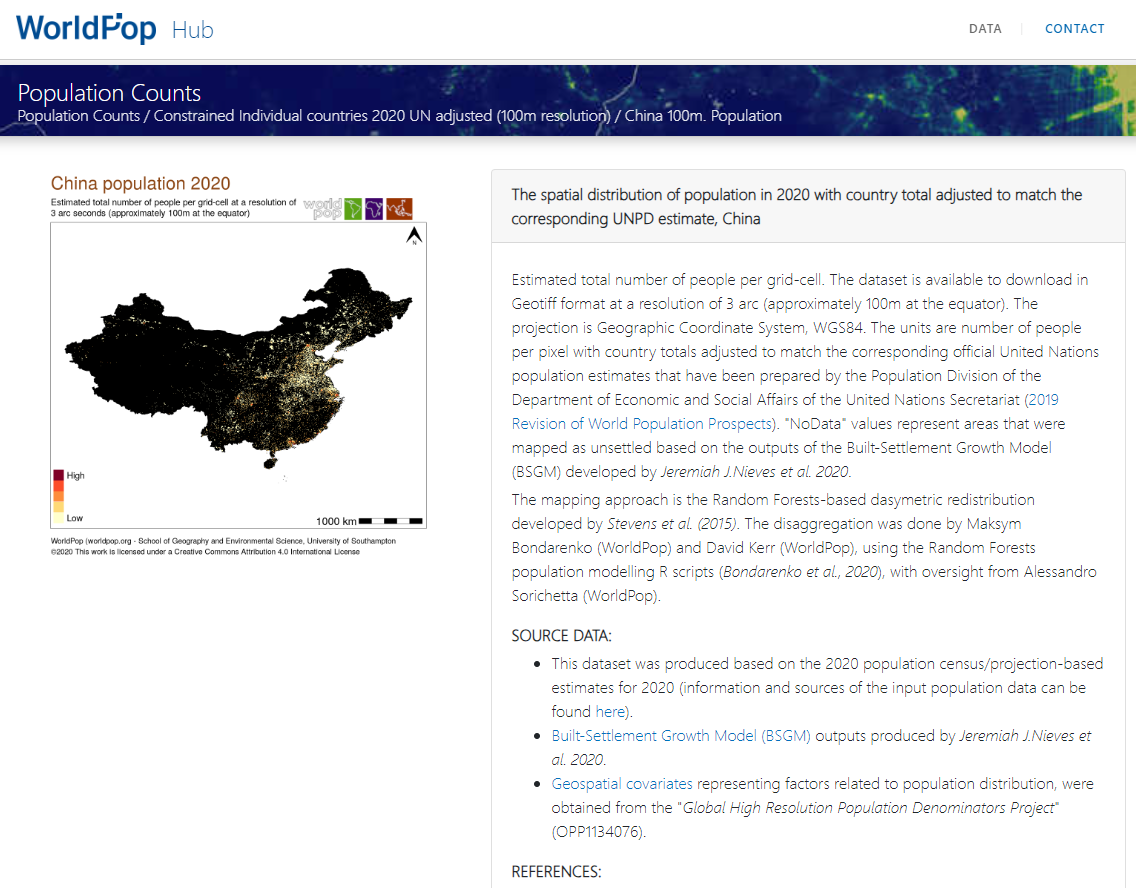 WorldPop Hub
DATA
CONTACT
Population Counts
Population Counts / Constrained Individual countries 2020 UN adjusted (100m resolution) / China 100m. Population
China population 2020
Estimated total number of people per grid-cell at a resolution of
3 arc seconds (approximately 100m at the equator)
world
pop
N
High
Low
1000 km
WorldPop (worldpop.org - School of Geography and Environmental Science, University of Southampton
©2020 This work is licensed under a Creative Commons Attribution 4.0 International License
The spatial distribution of population in 2020 with country total adjusted to match the
corresponding UNPD estimate, China
Estimated total number of people per grid-cell. The dataset is available to download in
Geotiff format at a resolution of 3 arc (approximately 100m at the equator). The
projection is Geographic Coordinate System, WGS84. The units are number of people
per pixel with country totals adjusted to match the corresponding official United Nations
population estimates that have been prepared by the Population Division of the
Department of Economic and Social Affairs of the United Nations Secretariat (2019
Revision of World Population Prospects). "NoData" values represent areas that were
mapped as unsettled based on the outputs of the Built-Settlement Growth Model
(BSGM) developed by Jeremiah J.Nieves et al. 2020.
The mapping approach is the Random Forests-based dasymetric redistribution
developed by Stevens et al. (2015). The disaggregation was done by Maksym
Bondarenko (WorldPop) and David Kerr (WorldPop), using the Random Forests
population modelling R scripts (Bondarenko et al., 2020), with oversight from Alessandro
Sorichetta (WorldPop).
SOURCE DATA:
• This dataset was produced based on the 2020 population census/projection-based
estimates for 2020 (information and sources of the input population data can be
found here).
• Built-Settlement Growth Model (BSGM) outputs produced by Jeremiah J.Nieves et
al. 2020.
• Geospatial covariates representing factors related to population distribution, were
obtained from the "Global High Resolution Population Denominators Project"
(OPP1134076).
REFERENCES: